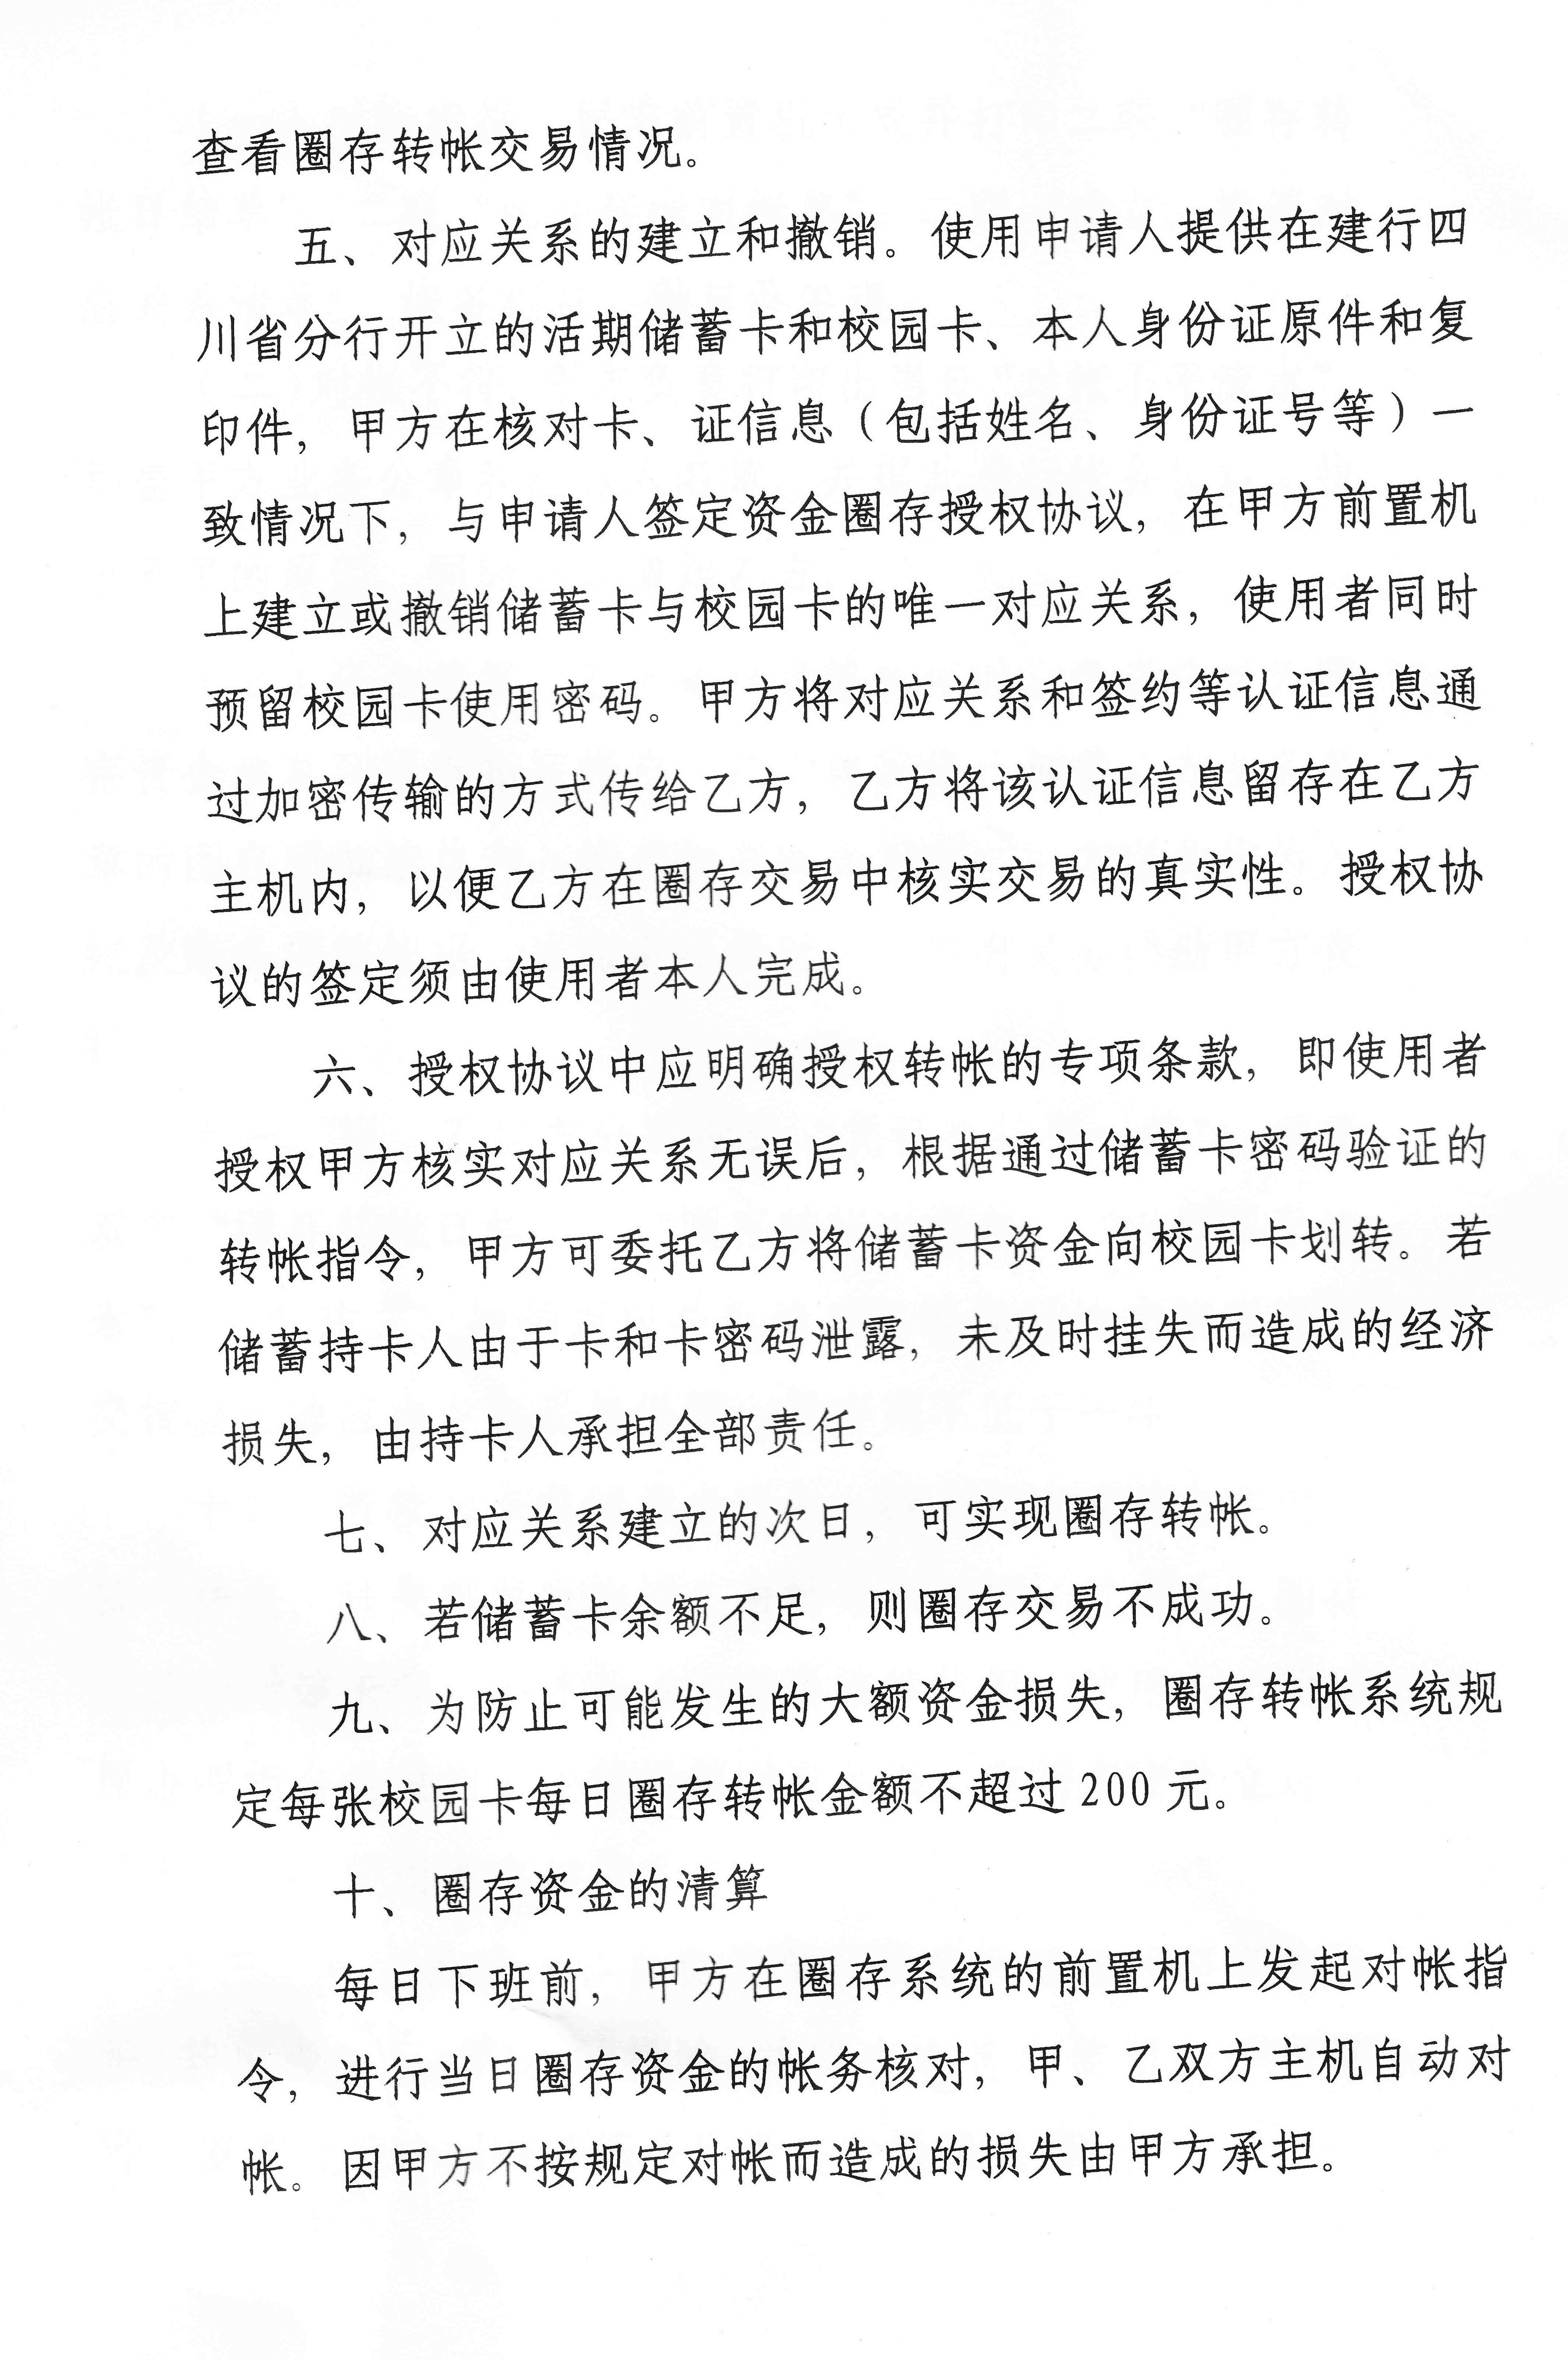 查看圈存转帐交易情况。
五、对应关系的建立和撤销。使用申请人提供在建行四
川省分行开立的活期储蓄卡和校园卡、本人身份证原件和复
印件，甲方在核对卡、证信息（包括姓名、身份证号等）一
致情况下，与申请人签定资金圈存授权协议，在甲方前置机
上建立或撤销储蓄卡与校园卡的唯一对应关系，使用者同时
预留校园卡使用密码。甲方将对应关系和签约等认证信息通
过加密传输的方式传给乙方，乙方将该认证信息留存在乙方
主机内，以便乙方在圈存交易中核实交易的真实性。授权协
议的签定须由使用者本人完成。
六、授权协议中应明确授权转帐的专项条款，即使用者
授权甲方核实对应关系无误后，根据通过储蓄卡密码验证的
转帐指令，甲方可委托乙方将储蓄卡资金向校园卡划转。若
储蓄持卡人由于卡和卡密码泄露，未及时挂失而造成的经济
损失，由持卡人承担全部责任。
七、对应关系建立的次日，可实现圈存转帐。
八、若储蓄卡余额不足，则圈存交易不成功。
九、为防止可能发生的大额资金损失，圈存转帐系统规
定每张校园卡每日圈存转帐金额不超过 200 元。
十、圈存资金的清算
每日下班前，甲方在圈存系统的前置机上发起对帐指
令，进行当日圈存资金的帐务核对，甲、乙双方主机自动对
帐。因甲方不按规定对帐而造成的损失由甲方承担。